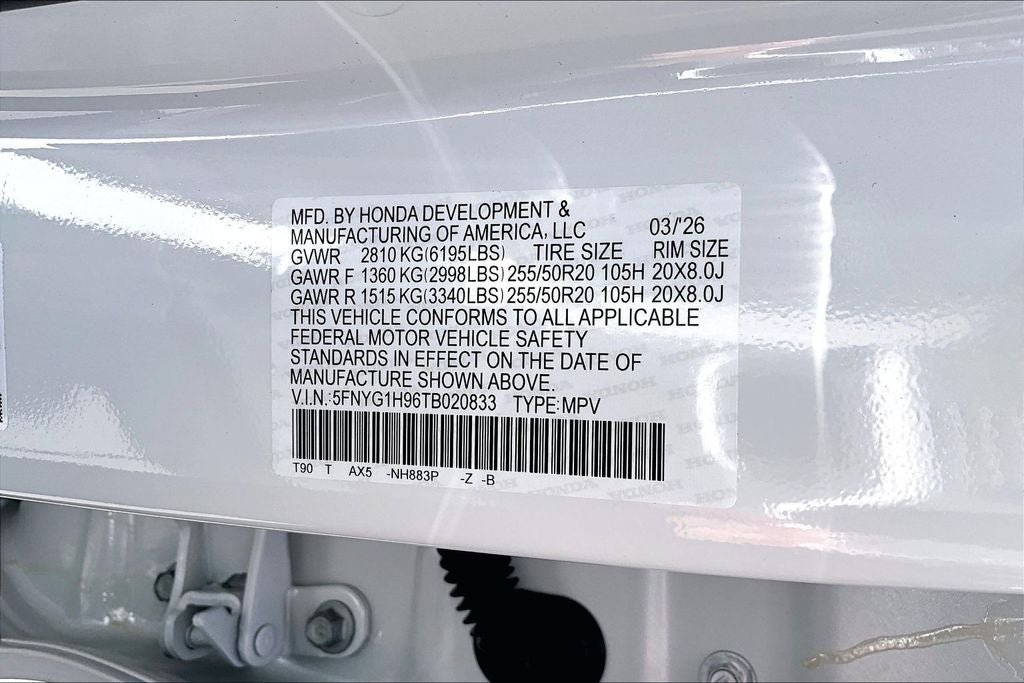 MFD. BY HONDA DEVELOPMENT &
MANUFACTURING OF AMERICA, LLC 03/'26
GVWR 2810 KG(6195LBS) TIRE SIZE RIM SIZE
GAWR F 1360 KG(2998LBS) 255/50R20 105H 20X8.0J
GAWR R 1515 KG(3340LBS) 255/50R20 105H 20X8.0J
THIS VEHICLE CONFORMS TO ALL APPLICABLE
FEDERAL MOTOR VEHICLE SAFETY
STANDARDS IN EFFECT ON THE DATE OF
MANUFACTURE SHOWN ABOVE.
V.I.N.:5FNYG1H96TB020833 TYPE:MPV
T90 T AX5 -NH883P -Z -B